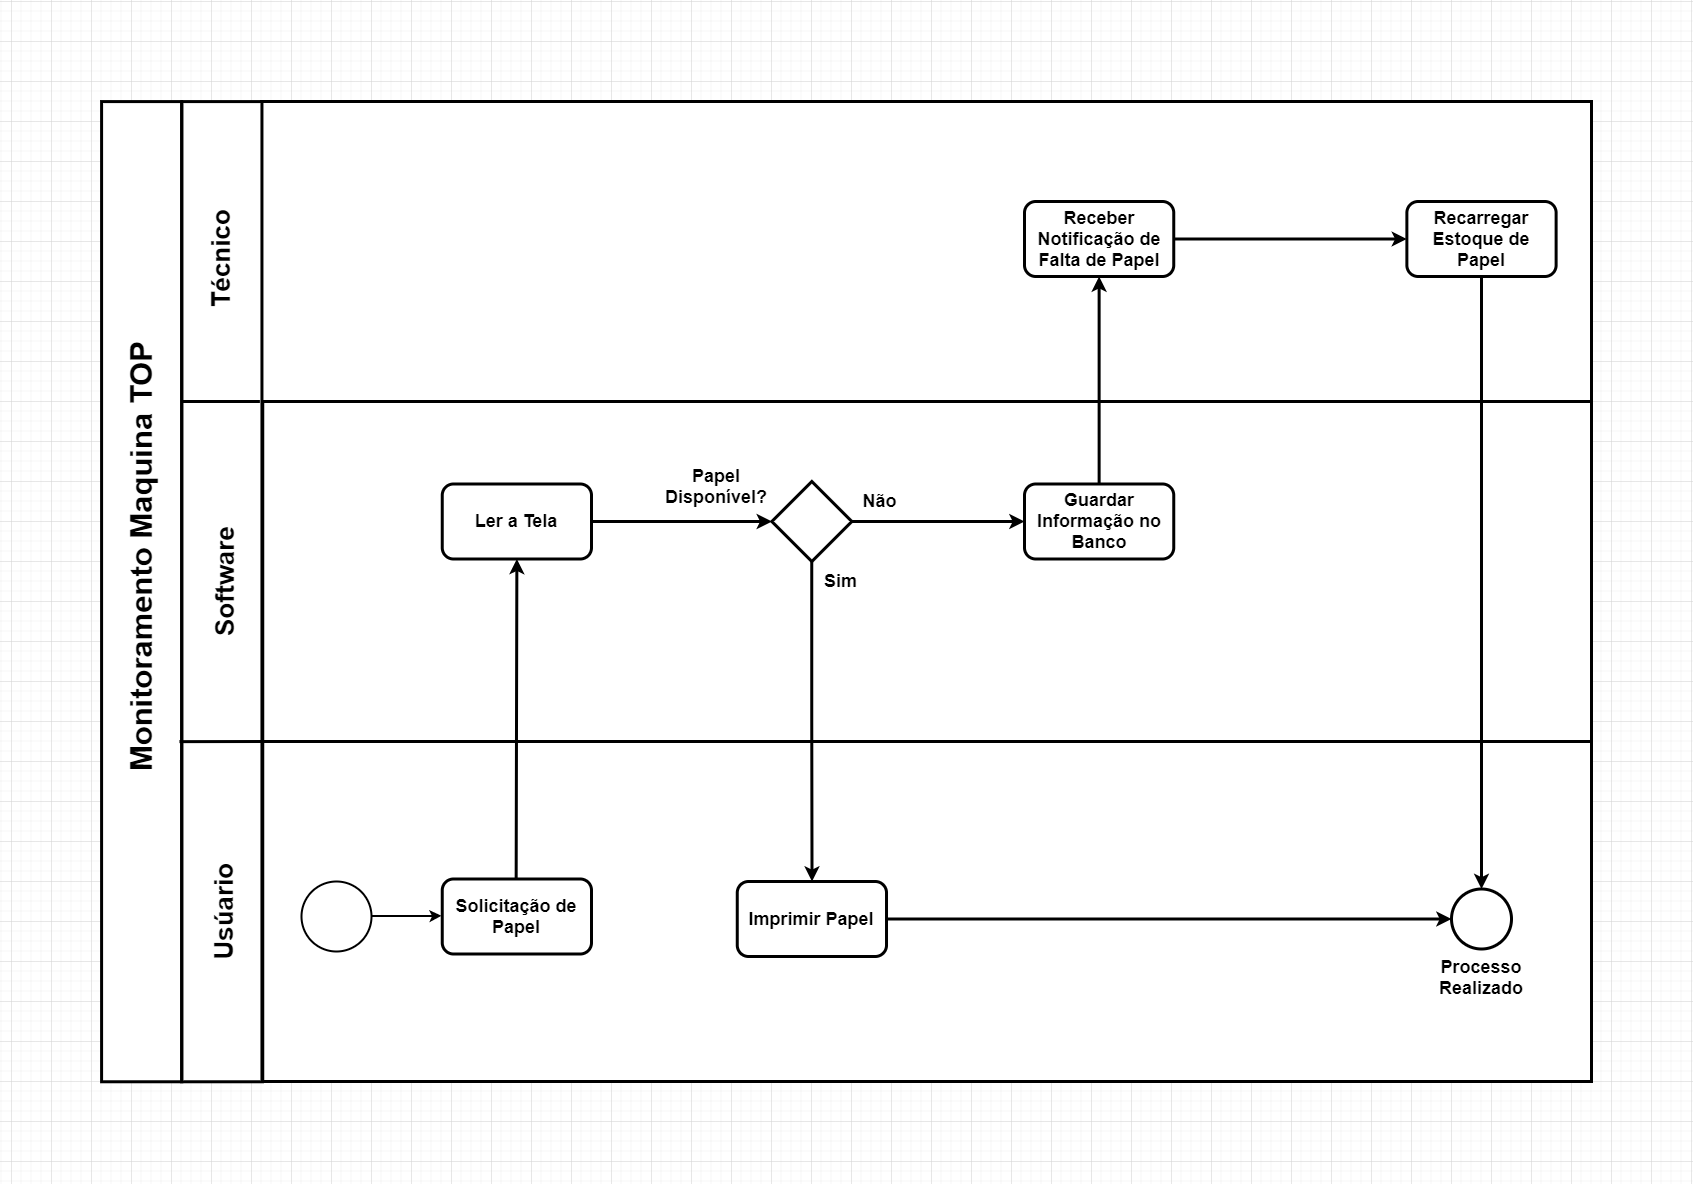 Monitoramento Maquina TOP
Técnico
Receber
Notificação de
Falta de Papel
Recarregar
Estoque de
Papel
Software
Ler a Tela
Papel
Disponível?
Não
Sim
Guardar
Informação no
Banco
Usúario
Solicitação de
Papel
Imprimir Papel
Processo
Realizado